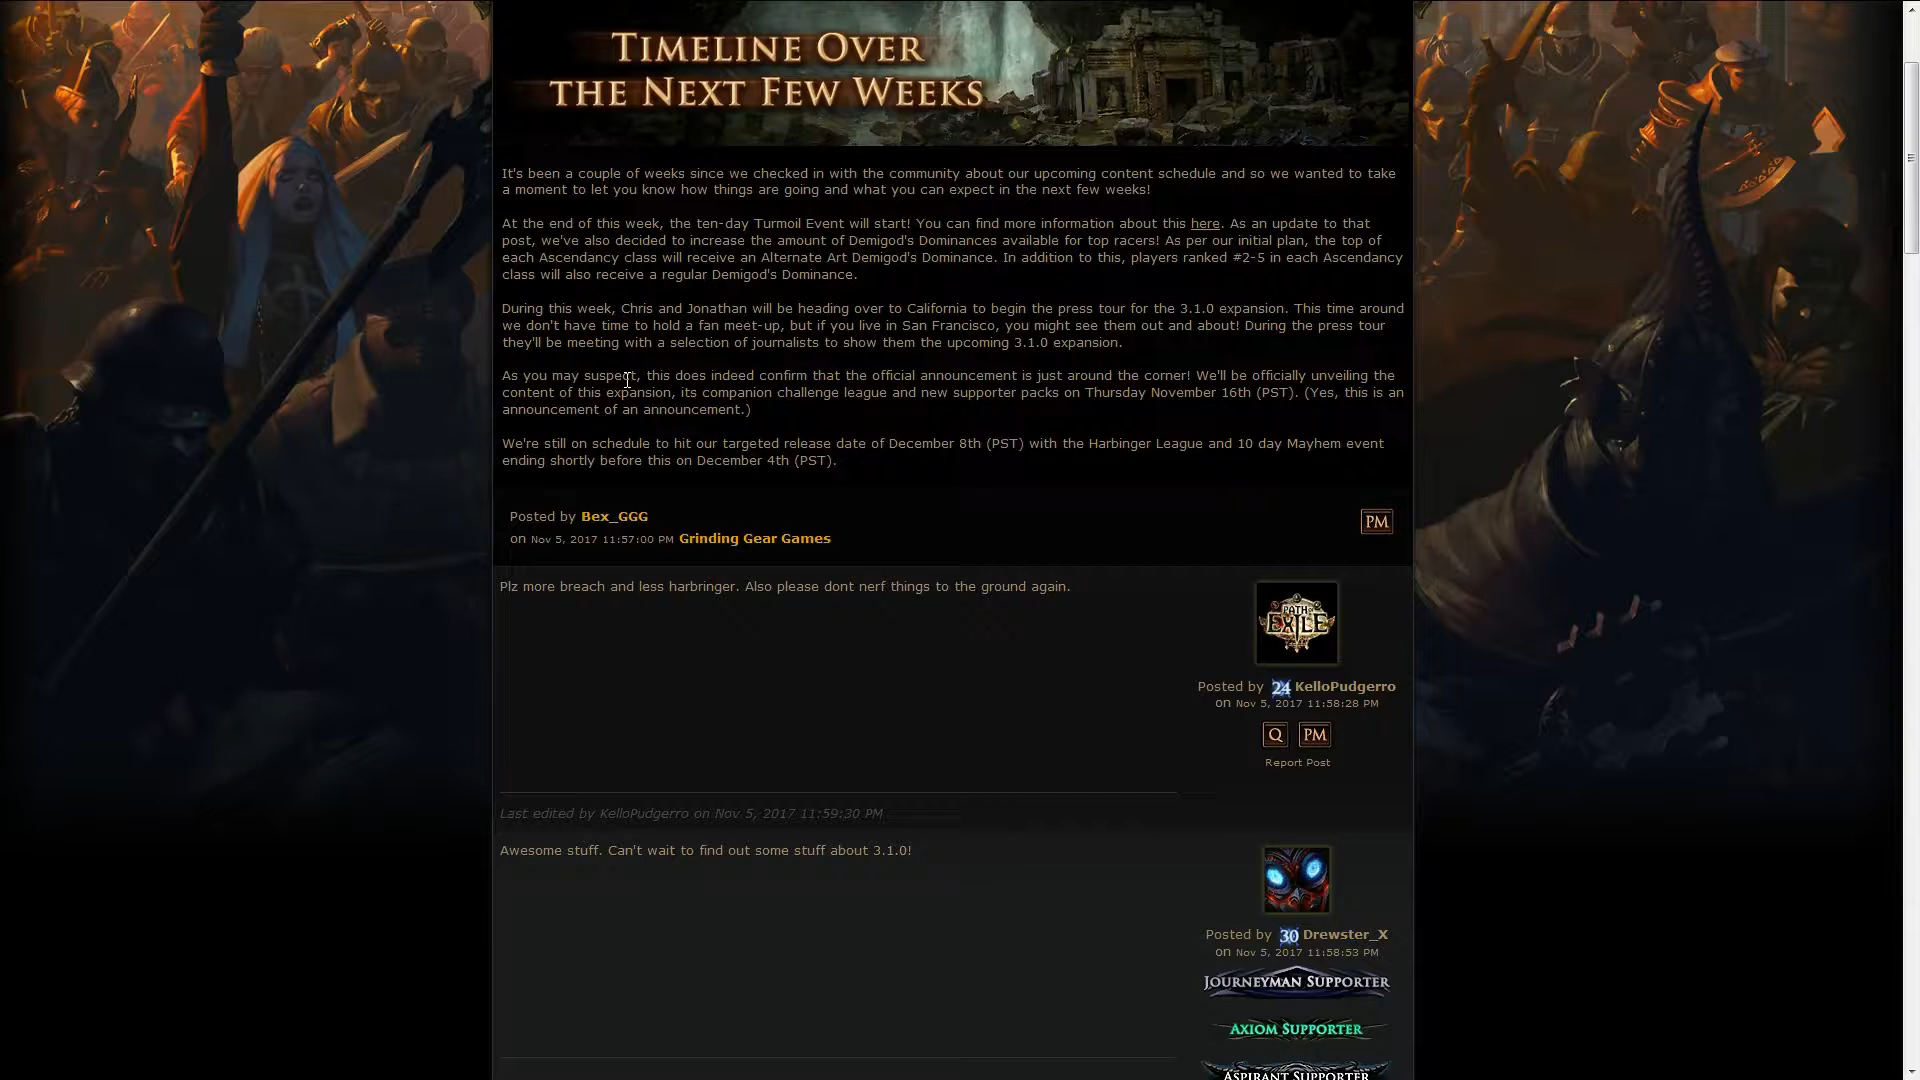 TIMELINE OVER
THE NEXT FEW WEEKS
It's been a couple of weeks since we checked in with the community about our upcoming content schedule and so we wanted to take
a moment to let you know how things are going and what you can expect in the next few weeks!
At the end of this week, the ten-day Turmoil Event will start! You can find more information about this here. As an update to that
post, we've also decided to increase the amount of Demigod's Dominances available for top racers! As per our initial plan, the top of
each Ascendancy class will receive an Alternate Art Demigod's Dominance. In addition to this, players ranked #2-5 in each Ascendancy
class will also receive a regular Demigod's Dominance.
During this week, Chris and Jonathan will be heading over to California to begin the press tour for the 3.1.0 expansion. This time around
we don't have time to hold a fan meet-up, but if you live in San Francisco, you might see them out and about! During the press tour
they'll be meeting with a selection of journalists to show them the upcoming 3.1.0 expansion.
As you may suspect, this does indeed confirm that the official announcement is just around the corner! We'll be officially unveiling the
content of this expansion, its companion challenge league and new supporter packs on Thursday November 16th (PST). (Yes, this is an
announcement of an announcement.)
We're still on schedule to hit our targeted release date of December 8th (PST) with the Harbinger League and 10 day Mayhem event
ending shortly before this on December 4th (PST).
Posted by Bex_GGG
on Nov 5, 2017 11:57:00 PM Grinding Gear Games
PM
Plz more breach and less harbringer. Also please dont nerf things to the ground again.
PATH OF
EXILE
Posted by 24 KelloPudgerro
on Nov 5, 2017 11:58:28 PM
Q PM
Report Post
Last edited by KelloPudgerro on Nov 5, 2017 11:59:30 PM
Awesome stuff. Can't wait to find out some stuff about 3.1.0!
Posted by 30 Drewster_X
on Nov 5, 2017 11:58:53 PM
JOURNEYMAN SUPPORTER
AXIOM SUPPORTER
ASPIRANT SUPPORTER